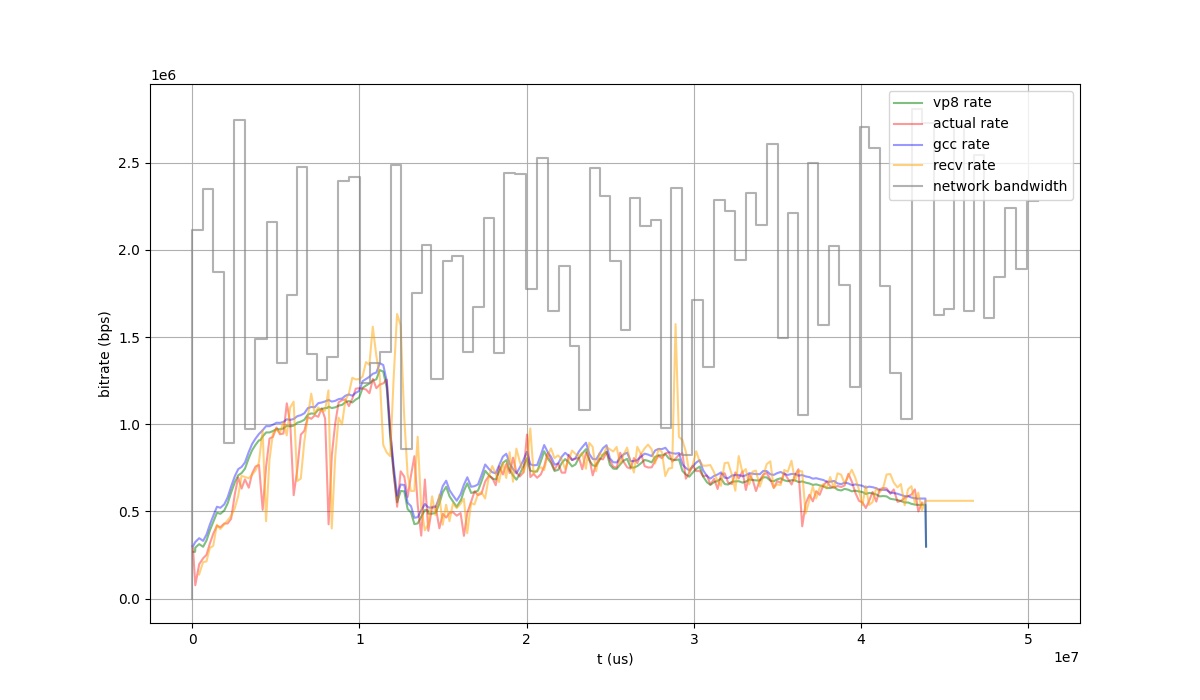 1e6
vp8 rate
actual rate
gcc rate
recv rate
network bandwidth
2.5
2.0
1.5
1.0
0.5
0.0
bitrate (bps)
0 1 2 3 4 5
t (us)
1e7